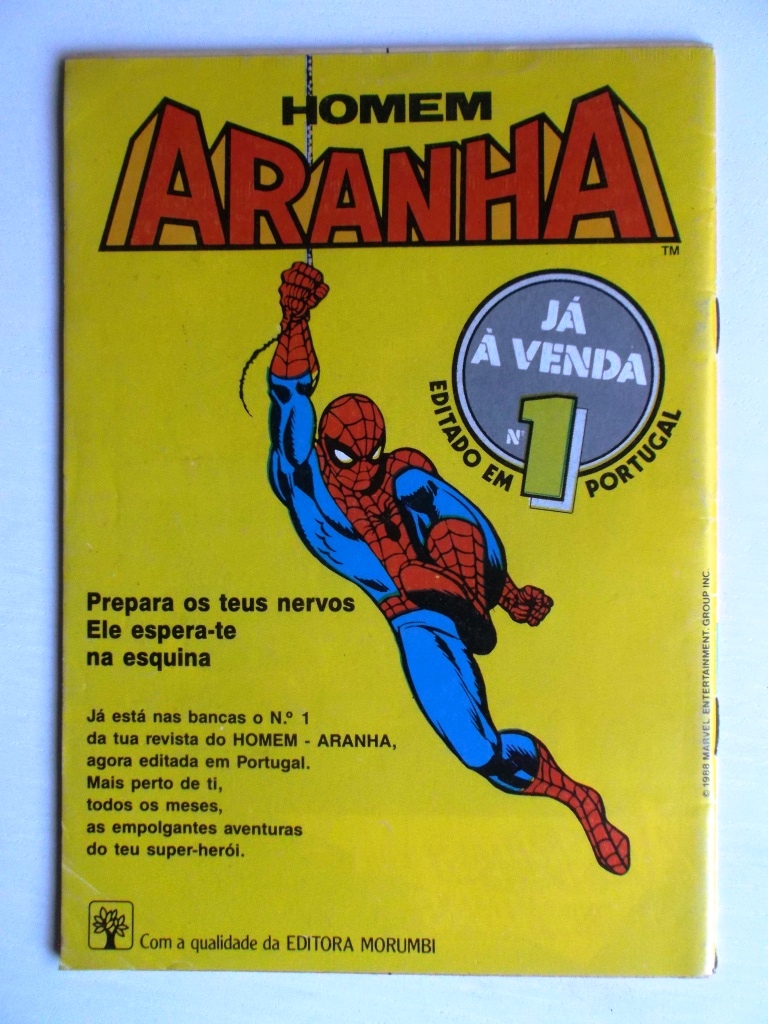 HOMEM
ARANHA
TM
JÁ
À VENDA
Nº 1
EDITADO EM PORTUGAL
Prepara os teus nervos
Ele espera-te
na esquina
Já está nas bancas o N.º 1
da tua revista do HOMEM - ARANHA,
agora editada em Portugal.
Mais perto de ti,
todos os meses,
as empolgantes aventuras
do teu super-herói.
Com a qualidade da EDITORA MORUMBI
© 1988 MARVEL ENTERTAINMENT GROUP INC.